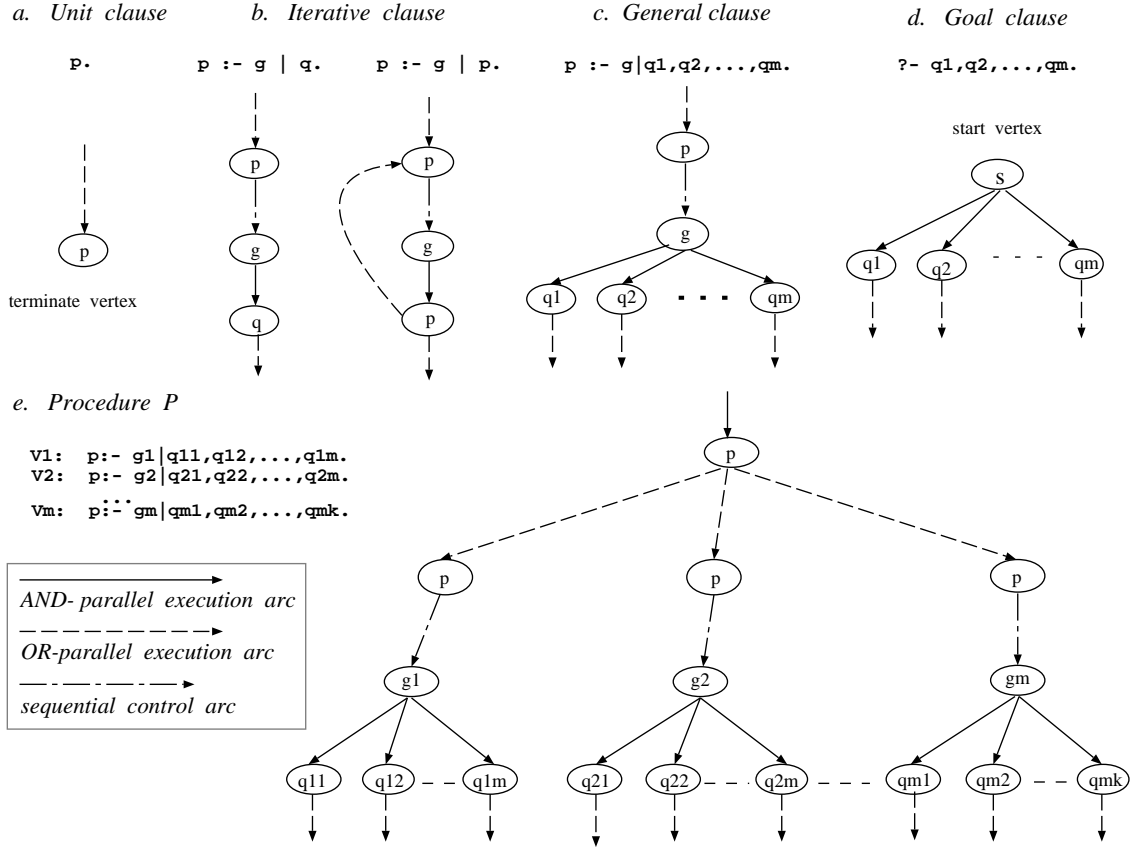 a. Unit clause
b. Iterative clause
c. General clause
d. Goal clause
p.
p :- g | q.
p :- g | p.
p :- g|q1,q2,...,qm.
?- q1,q2,...,qm.
start vertex
p
terminate vertex
p
g
q
p
g
p
p
g
q1 q2 ... qm
s
q1 q2 - - - qm
e. Procedure P
V1: p:- g1|q11,q12,...,q1m.
V2: p:- g2|q21,q22,...,q2m.
...
Vm: p:- gm|qm1,qm2,...,qmk.
AND- parallel execution arc
OR-parallel execution arc
sequential control arc
p
p p p
g1 g2 gm
q11 q12 q1m q21 q22 q2m qm1 qm2 qmk